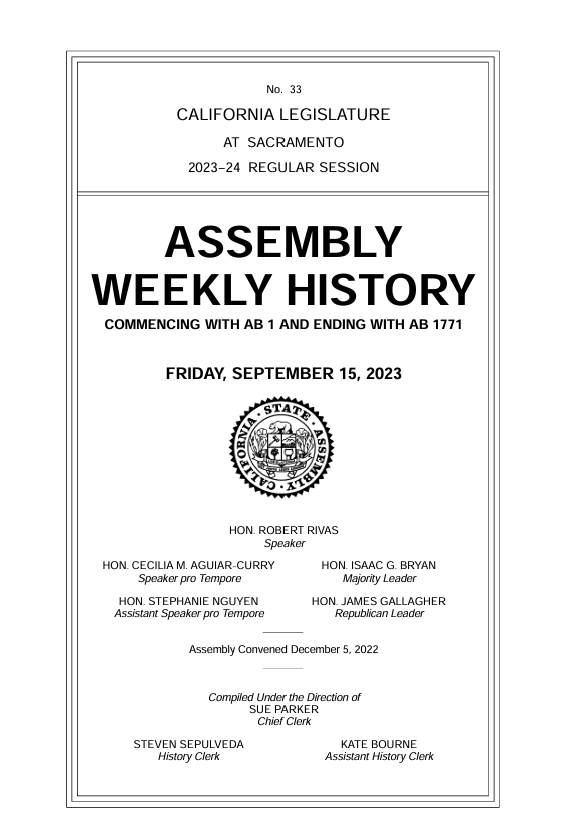 No. 33
CALIFORNIA LEGISLATURE
AT SACRAMENTO
2023–24 REGULAR SESSION
ASSEMBLY
WEEKLY HISTORY
COMMENCING WITH AB 1 AND ENDING WITH AB 1771
FRIDAY, SEPTEMBER 15, 2023
CALIFORNIA · STATE · ASSEMBLY ·
HON. ROBERT RIVAS
Speaker
HON. CECILIA M. AGUIAR-CURRY
Speaker pro Tempore
HON. ISAAC G. BRYAN
Majority Leader
HON. STEPHANIE NGUYEN
Assistant Speaker pro Tempore
HON. JAMES GALLAGHER
Republican Leader
Assembly Convened December 5, 2022
Compiled Under the Direction of
SUE PARKER
Chief Clerk
STEVEN SEPULVEDA
History Clerk
KATE BOURNE
Assistant History Clerk